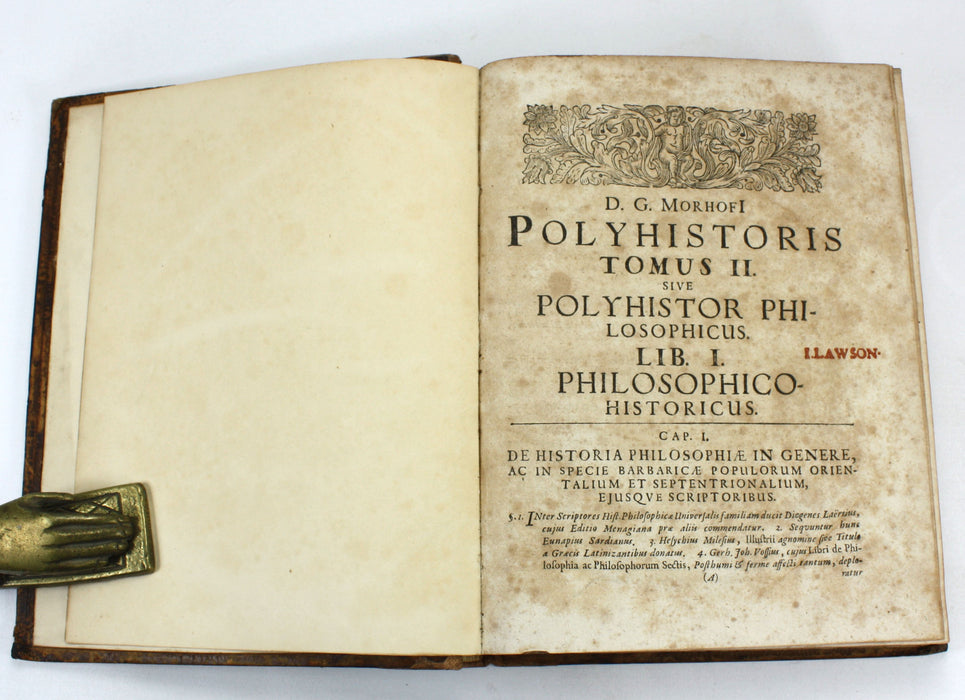 D. G. MORHOFI
POLYHISTORIS
TOMUS II.
SIVE
POLYHISTOR PHI-
LOSOPHICUS.
LIB. I.
I.LAWSON·
PHILOSOPHICO-
HISTORICUS.
CAP. I.
DE HISTORIA PHILOSOPHIÆ IN GENERE,
AC IN SPECIE BARBARICÆ POPULORUM ORIEN-
TALIUM ET SEPTENTRIONALIUM,
EJUSQVE SCRIPTORIBUS.
§. 1. INter Scriptores Hist. Philosophicæ Universalis familiam ducit Diogenes Laërtius,
cujus Editio Menagiana præ aliis commendatur. 2. Seqvuntur hunc
Eunapius Sardianus. 3. Hesychius Milesius, Illustrii agnomine sive Titulo
a Græcis Latinizantibus donatus. 4. Gerh. Joh. Vossius, cujus Libri de Phi-
losophia ac Philosophorum Sectis, Posthumi & ferme affecti tantum, deplo-
(A) ratur